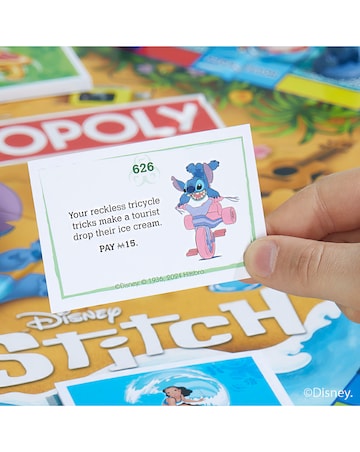 OPOLY
626
Your reckless tricycle
tricks make a tourist
drop their ice cream.
PAY ₩15.
©Disney © 1935, 2024 Hasbro.
DISNEY
STITCH
©Disney.